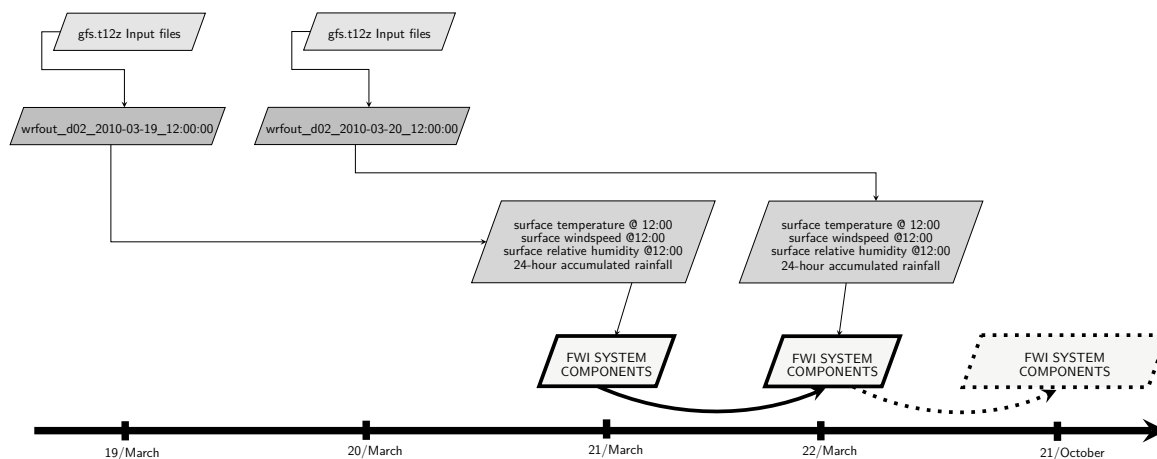 gfs.t12z Input files
gfs.t12z Input files
wrfout_d02_2010-03-19_12:00:00
wrfout_d02_2010-03-20_12:00:00
surface temperature @ 12:00
surface windspeed @12:00
surface relative humidity @12:00
24-hour accumulated rainfall
surface temperature @ 12:00
surface windspeed @12:00
surface relative humidity @12:00
24-hour accumulated rainfall
FWI SYSTEM
COMPONENTS
FWI SYSTEM
COMPONENTS
FWI SYSTEM
COMPONENTS
19/March
20/March
21/March
22/March
21/October